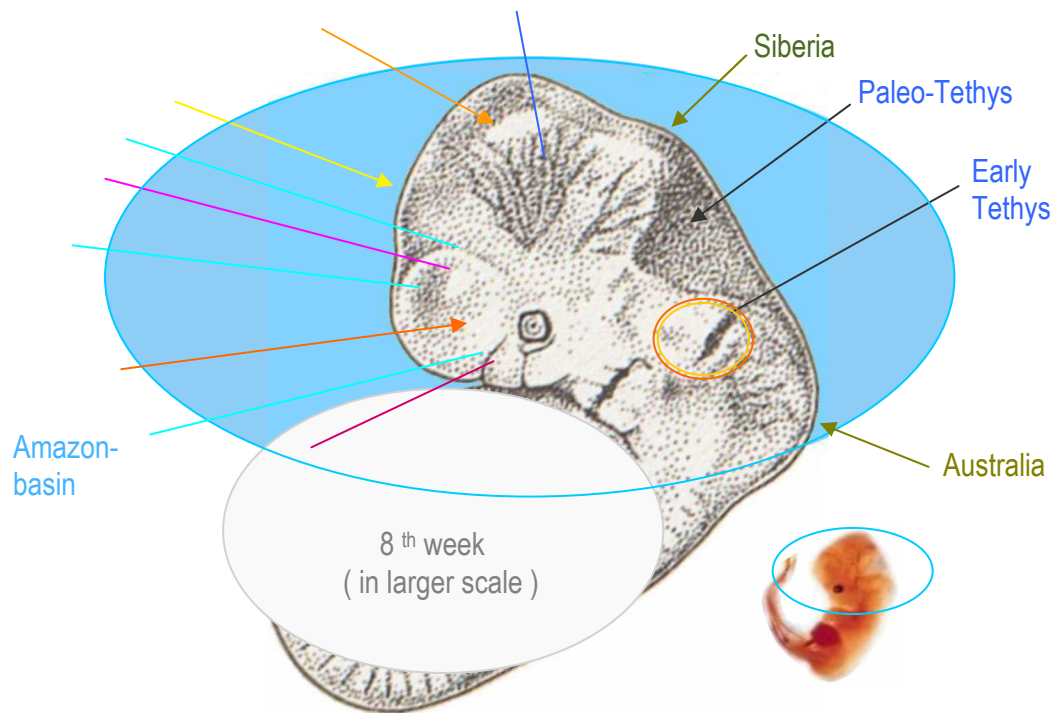 Siberia
Paleo-Tethys
Early
Tethys
Amazon-
basin
Australia
8 th week
( in larger scale )